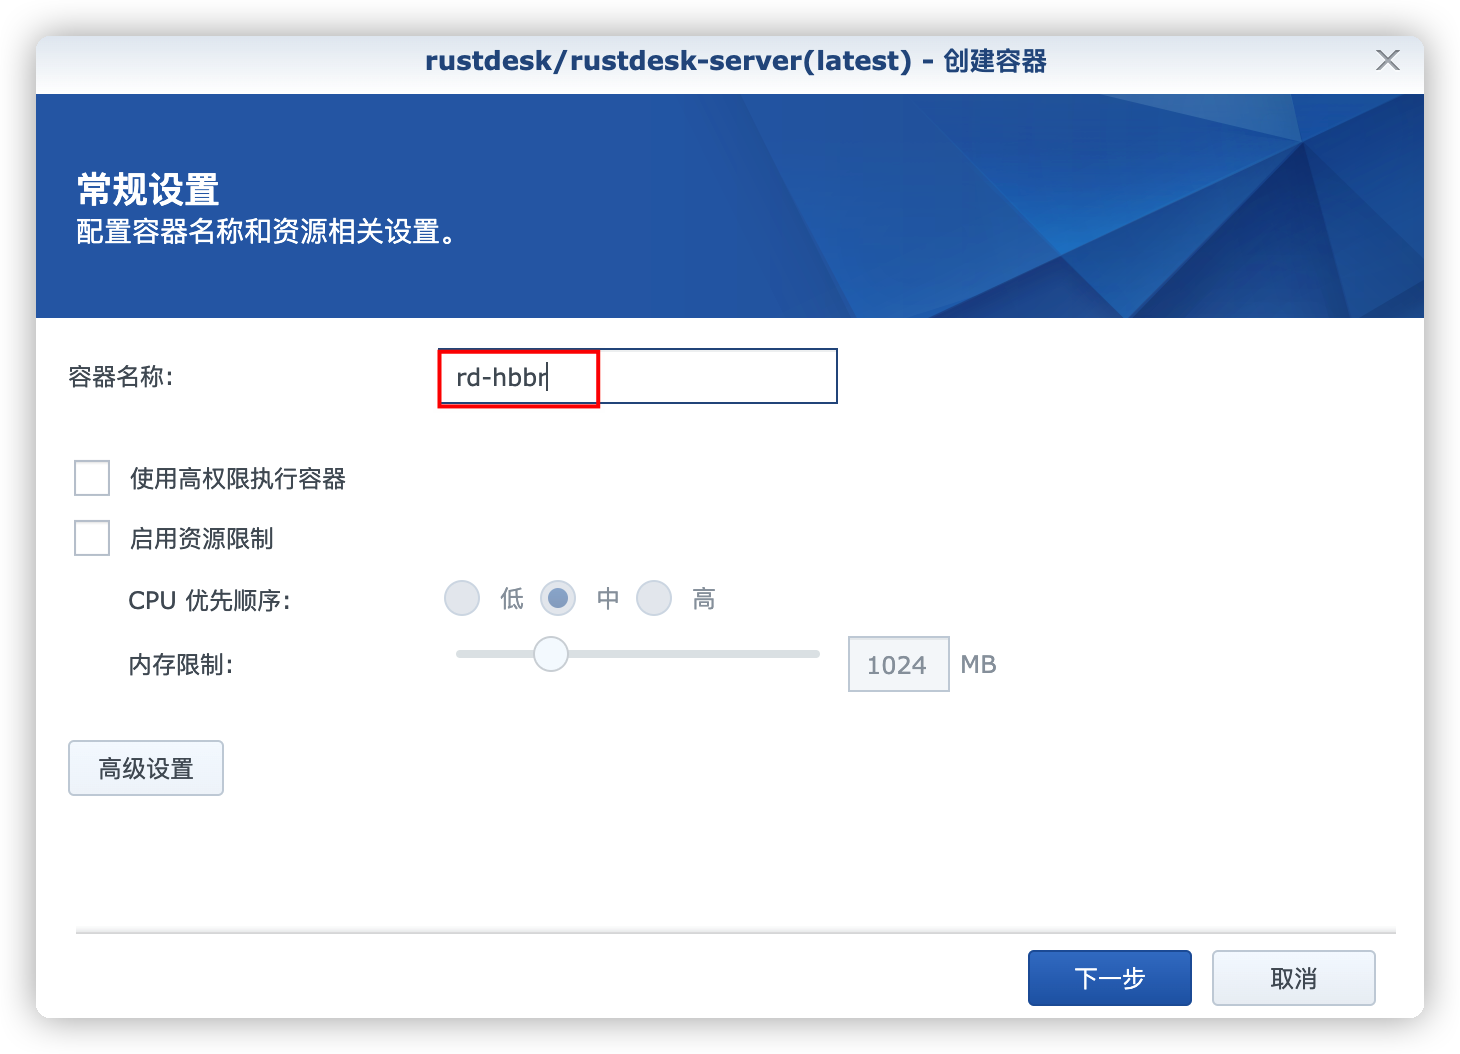 rustdesk/rustdesk-server(latest) - 创建容器
常规设置
配置容器名称和资源相关设置。
容器名称:
rd-hbbr
使用高权限执行容器
启用资源限制
CPU 优先顺序:
低 中 高
内存限制:
1024 MB
高级设置
下一步 取消